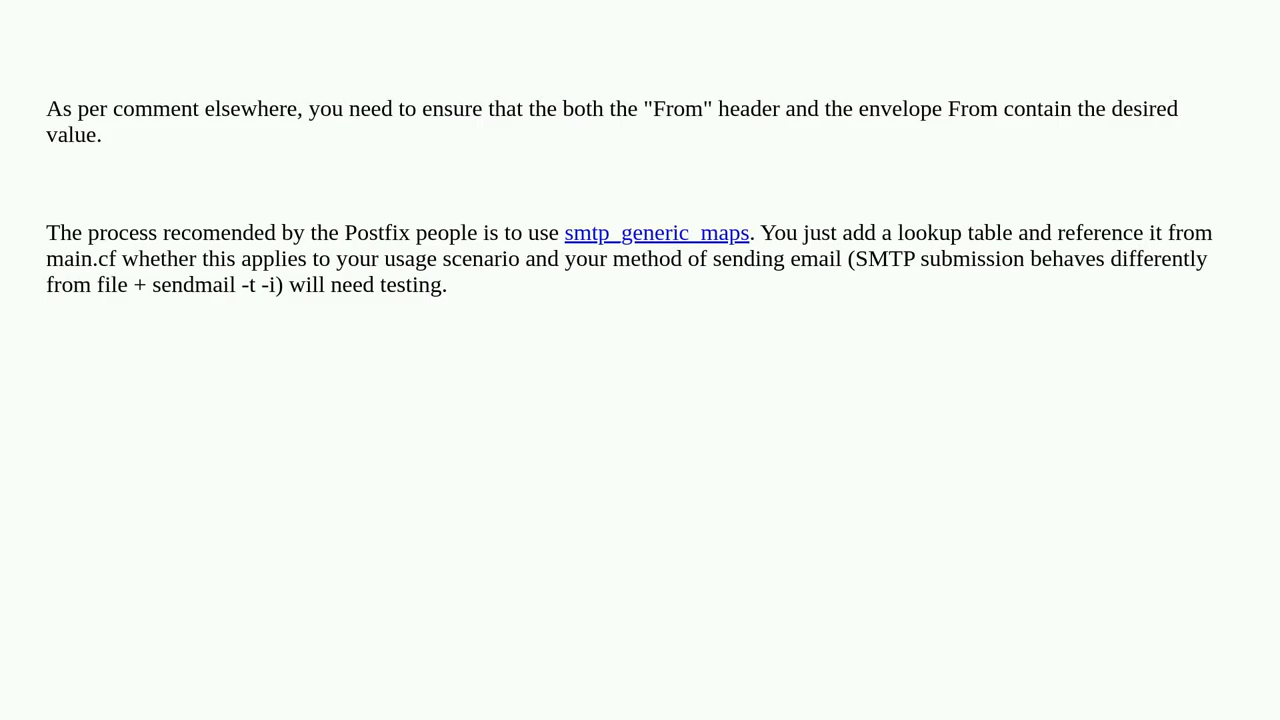 As per comment elsewhere, you need to ensure that the both the "From" header and the envelope From contain the desired
value.
The process recomended by the Postfix people is to use smtp_generic_maps. You just add a lookup table and reference it from
main.cf whether this applies to your usage scenario and your method of sending email (SMTP submission behaves differently
from file + sendmail -t -i) will need testing.